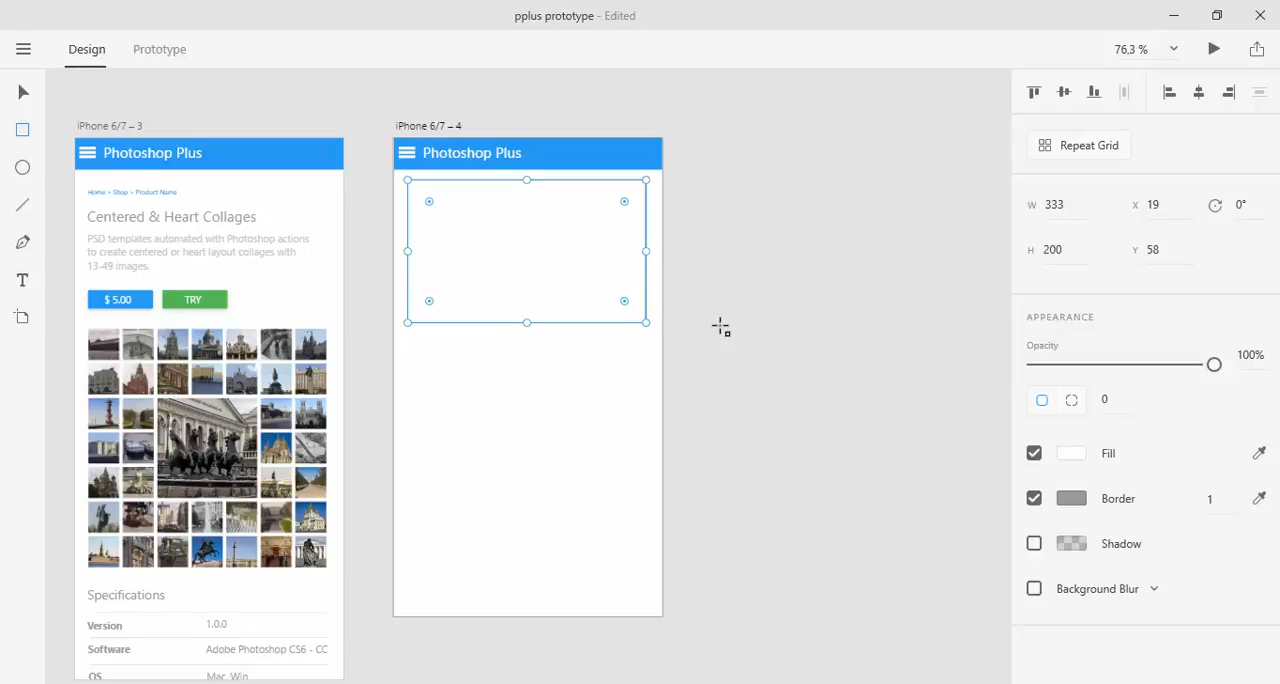 pplus prototype - Edited
Design
Prototype
76,3 %
iPhone 6/7 – 3
iPhone 6/7 – 4
Photoshop Plus
Photoshop Plus
Home > Shop > Product Name
Centered & Heart Collages
PSD templates automated with Photoshop actions
to create centered or heart layout collages with
13-49 images.
$ 5.00
TRY
Specifications
Version
1.0.0
Software
Adobe Photoshop CS6 - CC
OS
Mac, Win
T
Repeat Grid
W 333
X 19
0°
H 200
Y 58
APPEARANCE
Opacity
100%
0
Fill
Border
1
Shadow
Background Blur